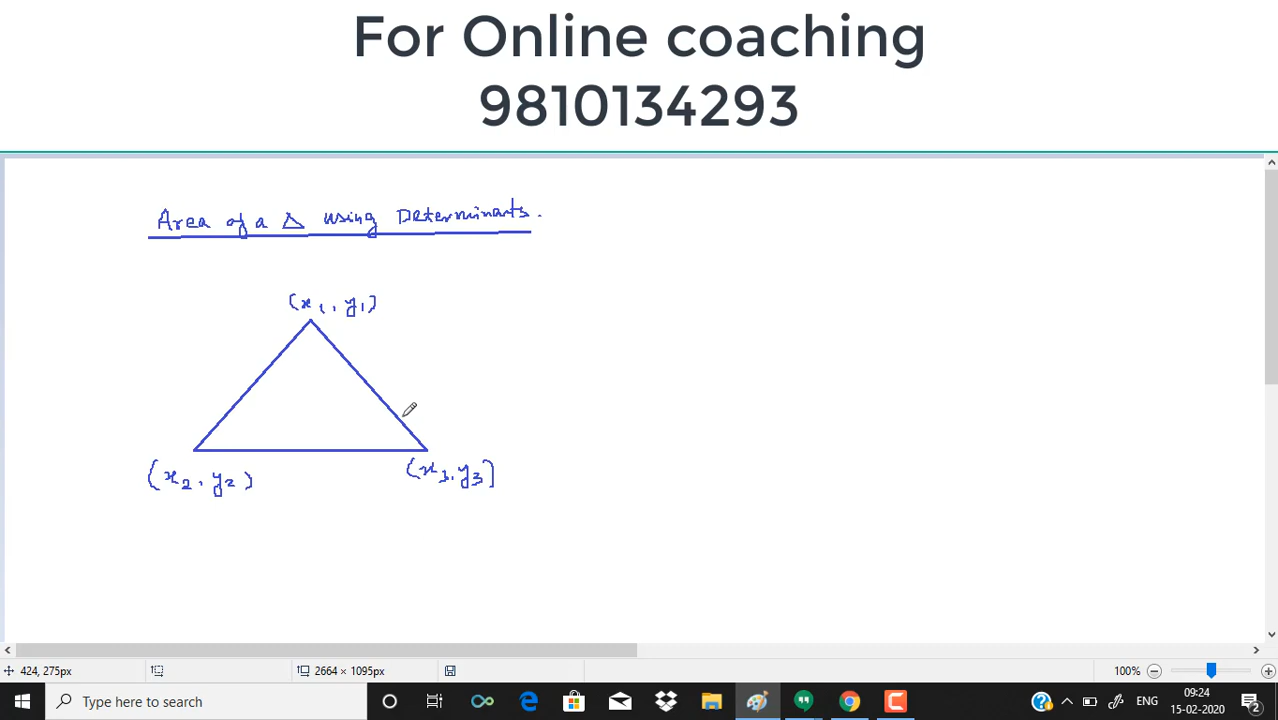 For Online coaching
9810134293
Area of a △ using Determinants.
(x₁, y₁)
(x₂, y₂)
(x₃, y₃]
424, 275px
2664 × 1095px
100%
Type here to search
ENG
09:24
15-02-2020
2